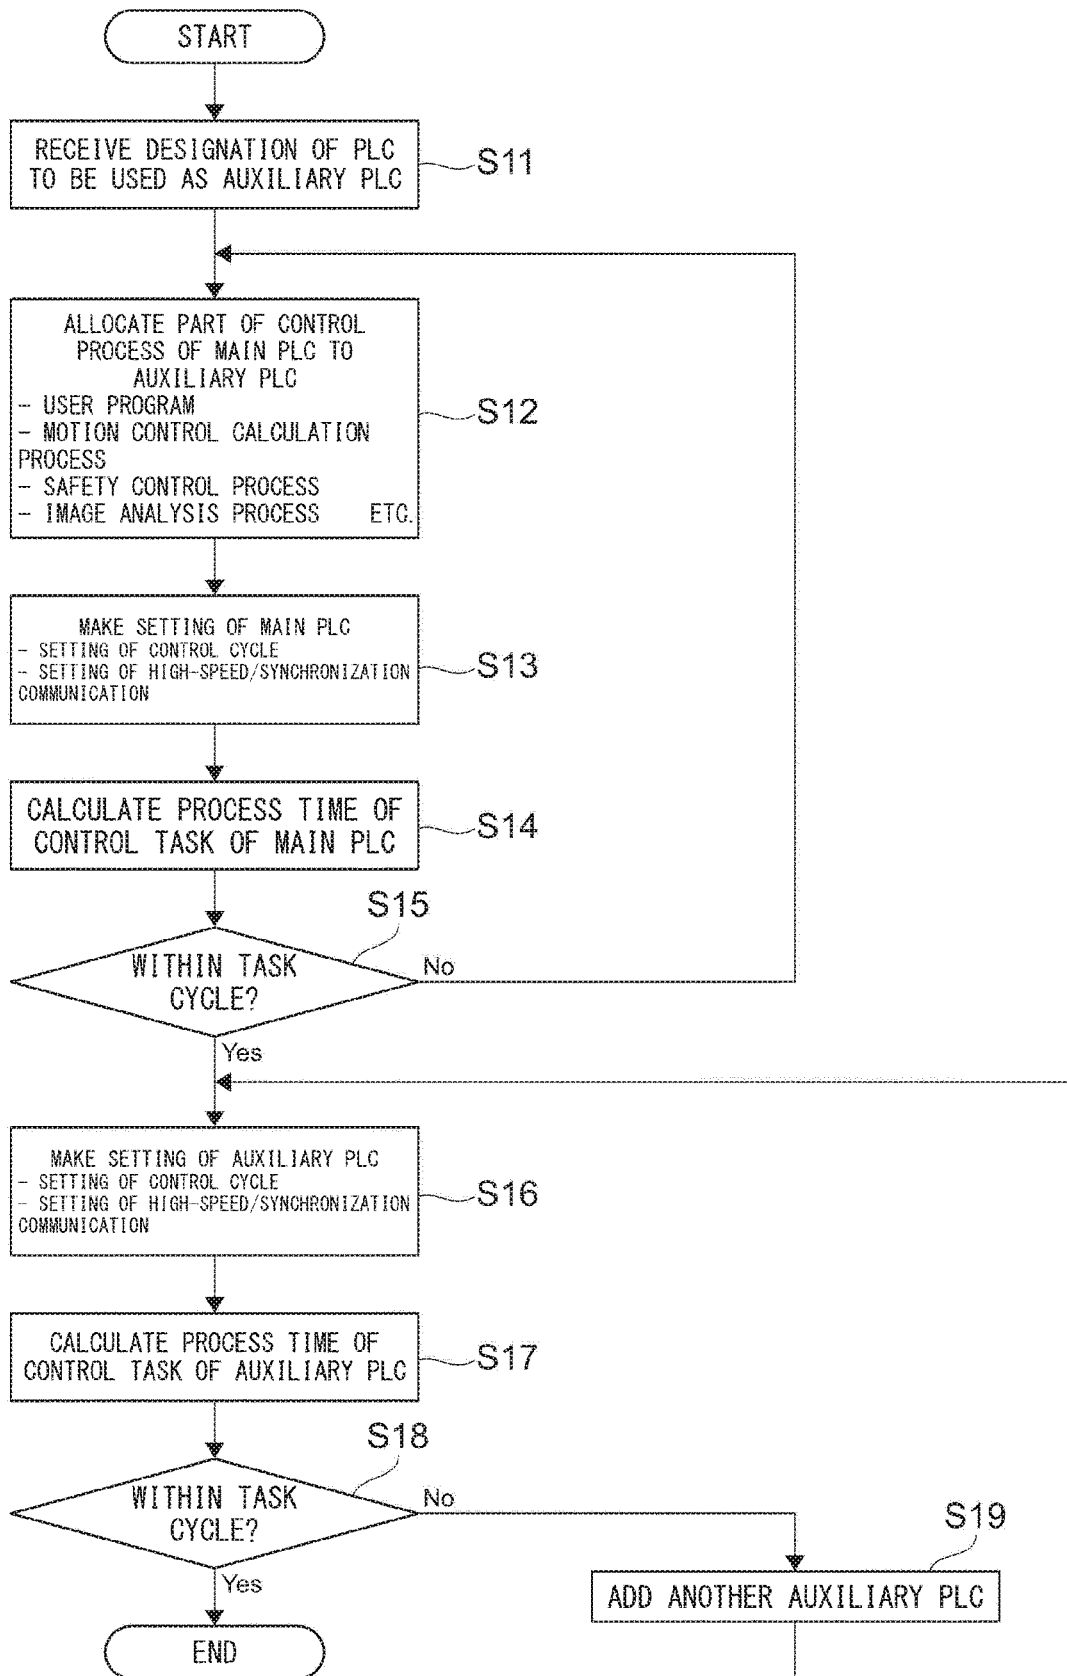 START
RECEIVE DESIGNATION OF PLC
TO BE USED AS AUXILIARY PLC
S11
ALLOCATE PART OF CONTROL
PROCESS OF MAIN PLC TO
AUXILIARY PLC
- USER PROGRAM
- MOTION CONTROL CALCULATION
PROCESS
- SAFETY CONTROL PROCESS
- IMAGE ANALYSIS PROCESS ETC.
S12
MAKE SETTING OF MAIN PLC
- SETTING OF CONTROL CYCLE
- SETTING OF HIGH-SPEED/SYNCHRONIZATION
COMMUNICATION
S13
CALCULATE PROCESS TIME OF
CONTROL TASK OF MAIN PLC
S14
S15
WITHIN TASK
CYCLE?
No
Yes
MAKE SETTING OF AUXILIARY PLC
- SETTING OF CONTROL CYCLE
- SETTING OF HIGH-SPEED/SYNCHRONIZATION
COMMUNICATION
S16
CALCULATE PROCESS TIME OF
CONTROL TASK OF AUXILIARY PLC
S17
S18
WITHIN TASK
CYCLE?
No
Yes
S19
ADD ANOTHER AUXILIARY PLC
END